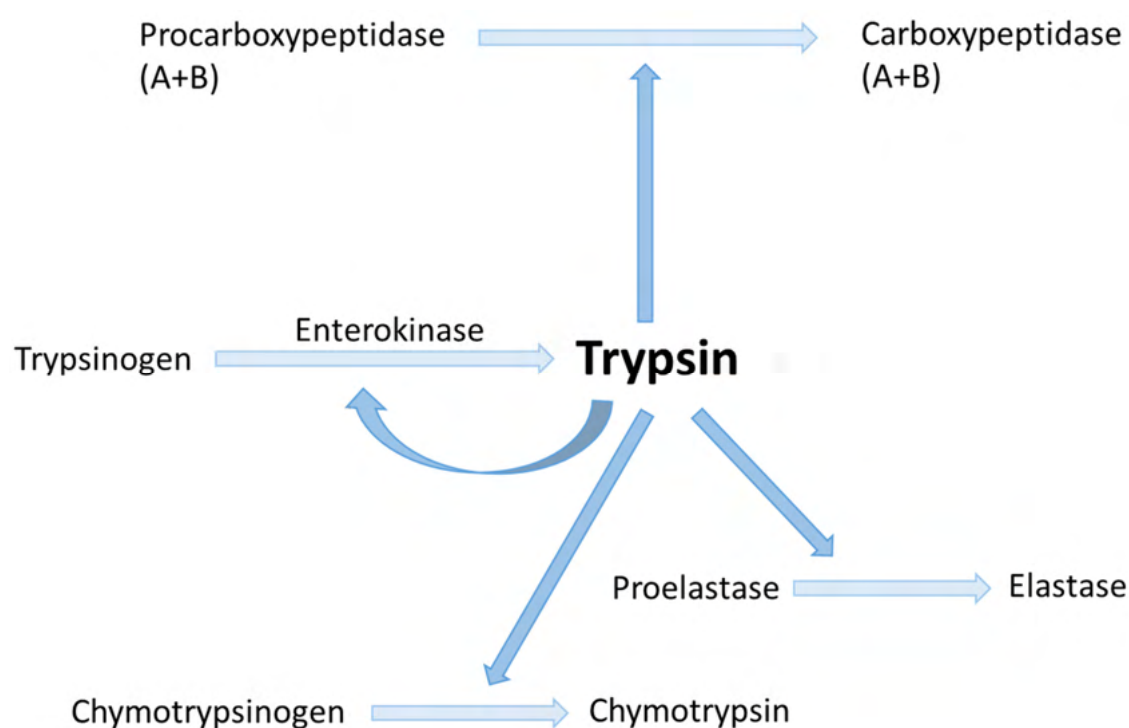 Procarboxypeptidase
(A+B)
Carboxypeptidase
(A+B)
Enterokinase
Trypsinogen
Trypsin
Proelastase
Elastase
Chymotrypsinogen
Chymotrypsin